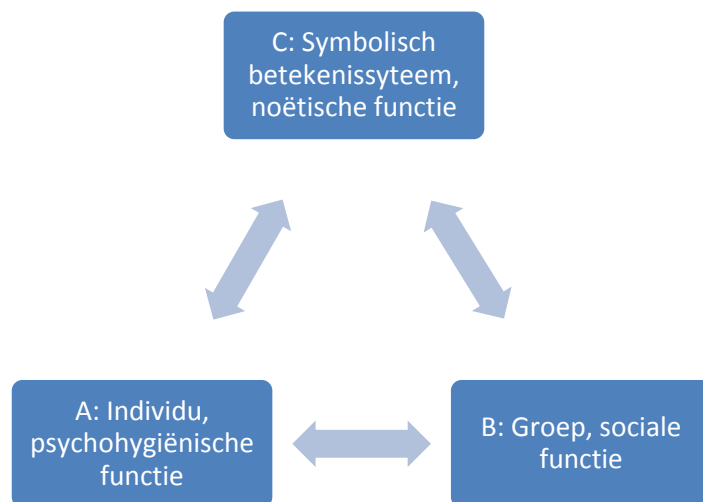 C: Symbolisch
betekenissyteem,
noëtische functie
A: Individu,
psychohygiënische
functie
B: Groep, sociale
functie